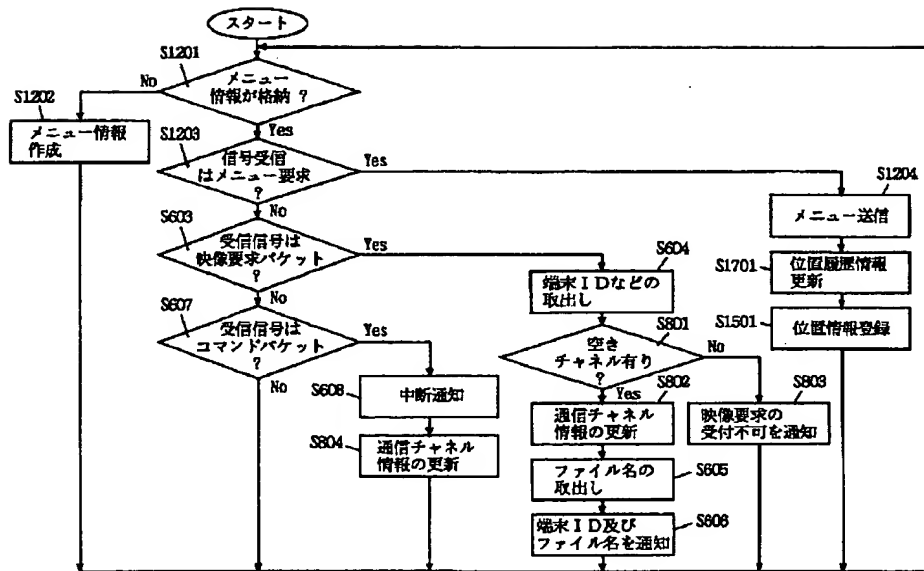 スタート
S1201
メニュー
情報が格納 ?
No
Yes
S1202
メニュー情報
作成
S1203
信号受信
はメニュー要求
?
Yes
No
S1204
メニュー送信
S1701
位置履歴情報
更新
S1501
位置情報登録
S603
受信信号は
映像要求パケット
?
Yes
No
S604
端末IDなどの
取出し
S607
受信信号は
コマンドパケット
?
Yes
No
S801
空き
チャネル有り
?
No
Yes
S608
中断通知
S804
通信チャネル
情報の更新
S802
通信チャネル
情報の更新
S803
映像要求の
受付不可を通知
S605
ファイル名の
取出し
S606
端末ID及び
ファイル名を通知